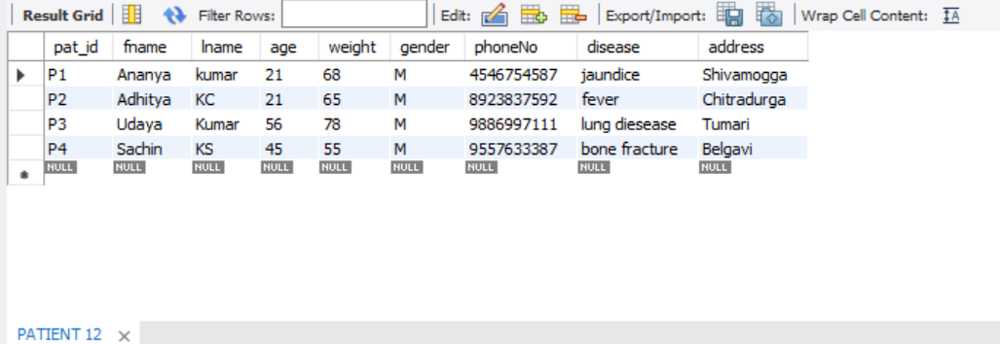 Result Grid Filter Rows: Edit: Export/Import: Wrap Cell Content: IA
pat_id fname lname age weight gender phoneNo disease address
P1 Ananya kumar 21 68 M 4546754587 jaundice Shivamogga
P2 Adhitya KC 21 65 M 8923837592 fever Chitradurga
P3 Udaya Kumar 56 78 M 9886997111 lung diesease Tumari
P4 Sachin KS 45 55 M 9557633387 bone fracture Belgavi
NULL NULL NULL NULL NULL NULL NULL NULL NULL
PATIENT 12 ×